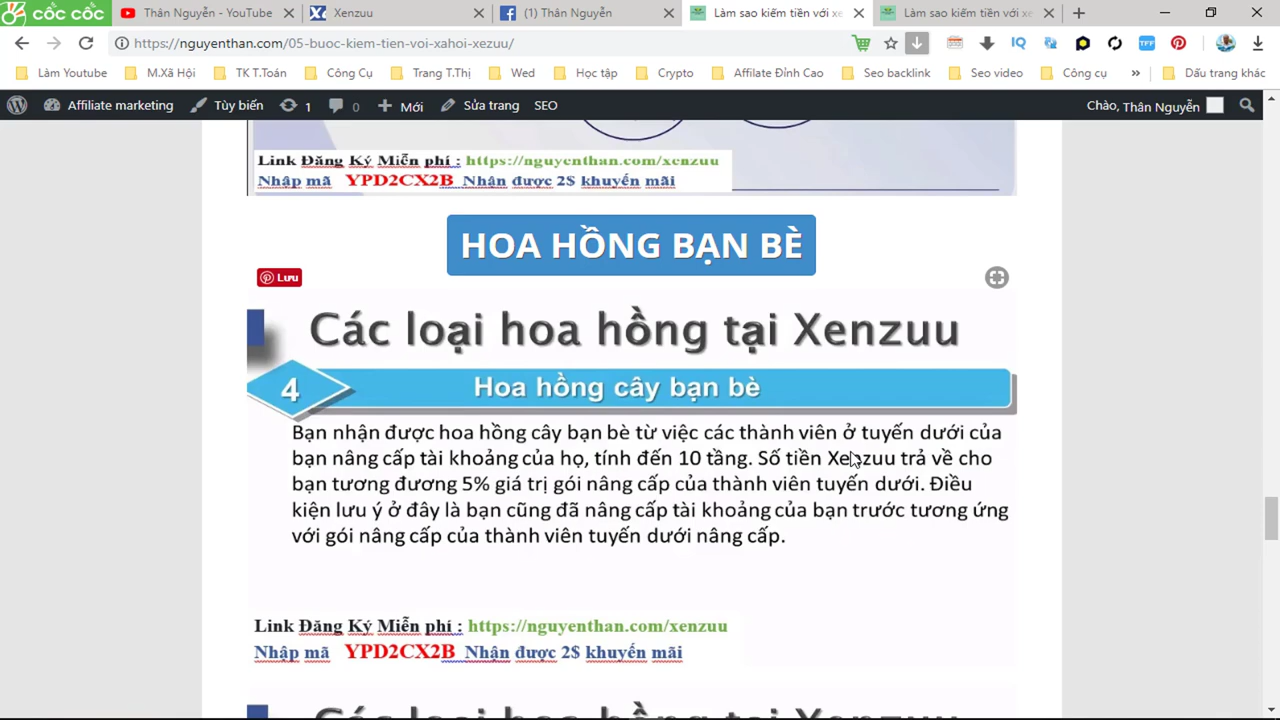 cốc cốc
Thân Nguyễn - YouTube
Xenzuu
(1) Thân Nguyễn
Làm sao kiếm tiền với xe
Làm sao kiếm tiền với xe
https://nguyenthan.com/05-buoc-kiem-tien-voi-xahoi-xezuu/
Làm Youtube
M.Xã Hội
TK T.Toán
Công Cụ
Trang T.Thị
Wed
Học tập
Crypto
Affilate Đỉnh Cao
Seo backlink
Seo video
Công cụ
»
Dấu trang khác
Affiliate marketing
Tùy biến
1
0
Mới
Sửa trang
SEO
Chào, Thân Nguyễn
Link Đăng Ký Miễn phí : https://nguyenthan.com/xenzuu
Nhập mã YPD2CX2B Nhận được 2$ khuyến mãi
HOA HỒNG BẠN BÈ
Lưu
Các loại hoa hồng tại Xenzuu
4
Hoa hồng cây bạn bè
Bạn nhận được hoa hồng cây bạn bè từ việc các thành viên ở tuyến dưới của
bạn nâng cấp tài khoảng của họ, tính đến 10 tầng. Số tiền Xenzuu trả về cho
bạn tương đương 5% giá trị gói nâng cấp của thành viên tuyến dưới. Điều
kiện lưu ý ở đây là bạn cũng đã nâng cấp tài khoảng của bạn trước tương ứng
với gói nâng cấp của thành viên tuyến dưới nâng cấp.
Link Đăng Ký Miễn phí : https://nguyenthan.com/xenzuu
Nhập mã YPD2CX2B Nhận được 2$ khuyến mãi
Các loại hoa hồng tại Xenzuu